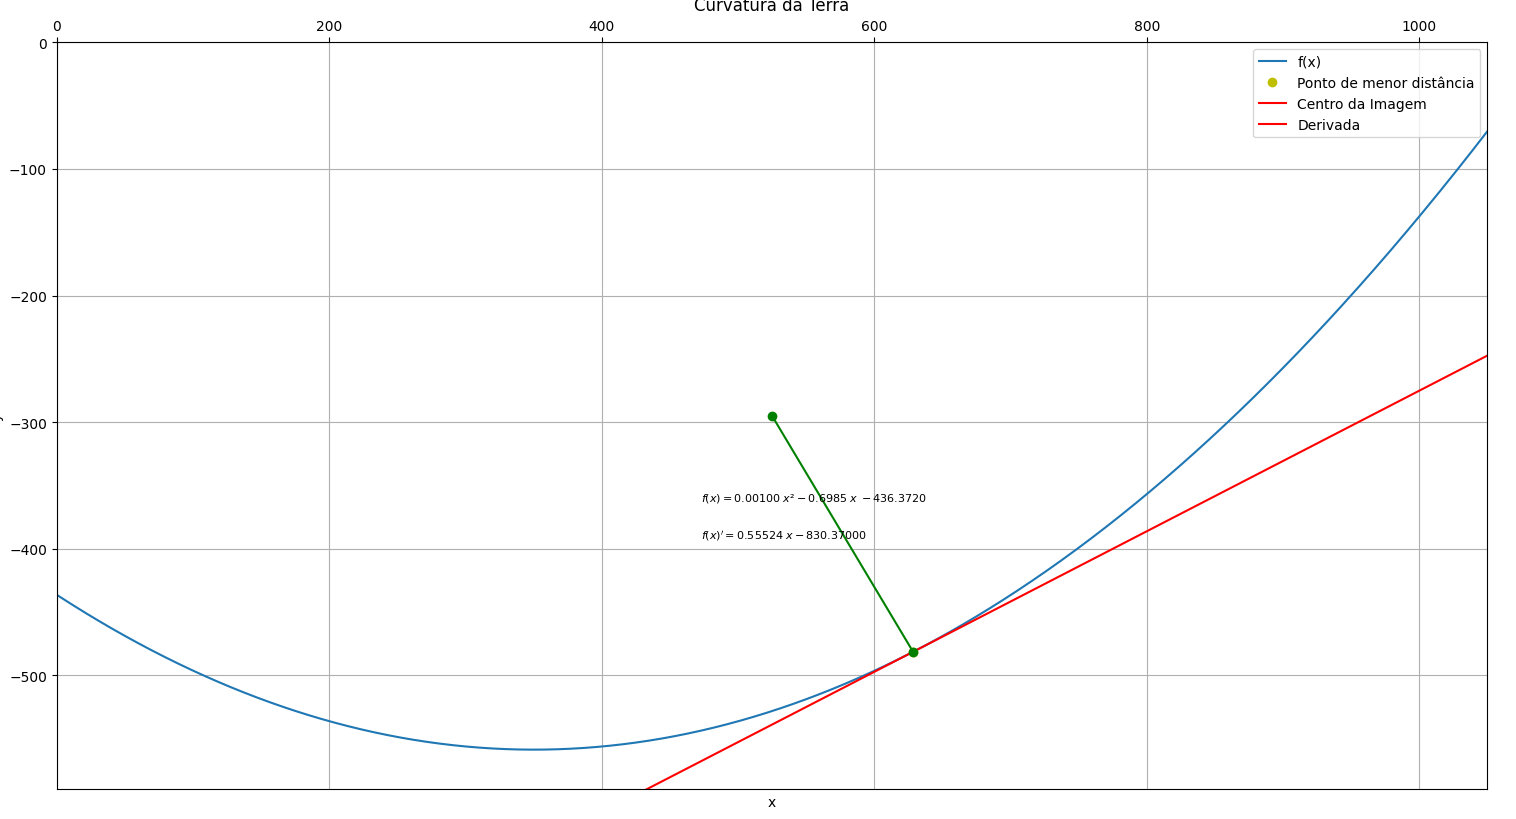 Curvatura da Terra
0 200 400 600 800 1000
0
f(x)
Ponto de menor distância
Centro da Imagem
Derivada
−100
−200
−300
f(x) = 0.00100 x² − 0.6985 x − 436.3720
f(x)′ = 0.55524 x − 830.37000
−400
−500
x